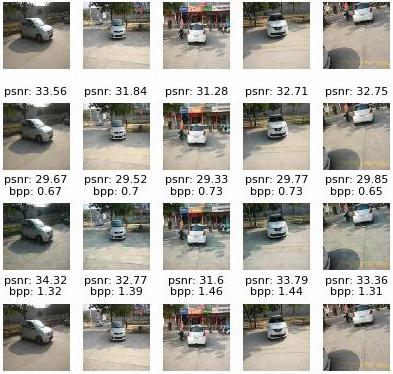 psnr: 33.56 psnr: 31.84 psnr: 31.28 psnr: 32.71 psnr: 32.75
psnr: 29.67 psnr: 29.52 psnr: 29.33 psnr: 29.77 psnr: 29.85
bpp: 0.67 bpp: 0.7 bpp: 0.73 bpp: 0.73 bpp: 0.65
psnr: 34.32 psnr: 32.77 psnr: 31.6 psnr: 33.79 psnr: 33.36
bpp: 1.32 bpp: 1.39 bpp: 1.46 bpp: 1.44 bpp: 1.31